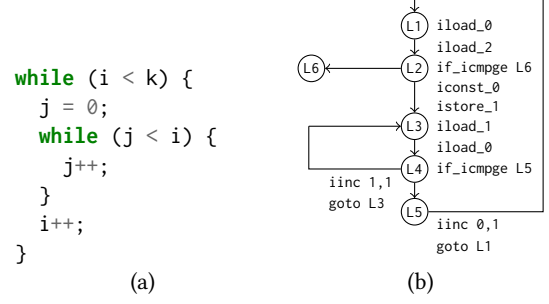 while (i < k) {
j = 0;
while (j < i) {
j++;
}
i++;
}
(a)
L1 iload_0
iload_2
L6 L2 if_icmpge L6
iconst_0
istore_1
L3 iload_1
iload_0
L4 if_icmpge L5
iinc 1,1
goto L3
L5
iinc 0,1
goto L1
(b)